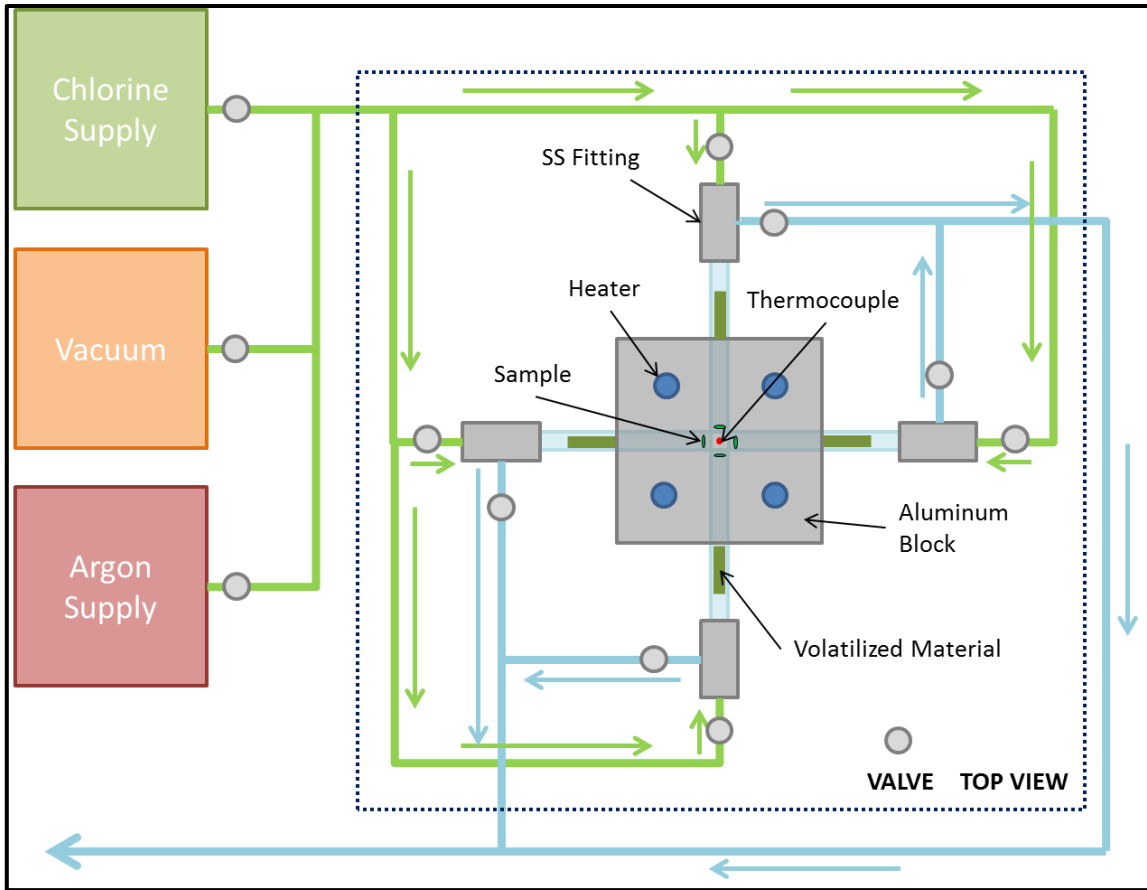 Chlorine
Supply
SS Fitting
Heater
Thermocouple
Vacuum
Sample
Aluminum
Block
Argon
Supply
Volatilized Material
VALVE TOP VIEW